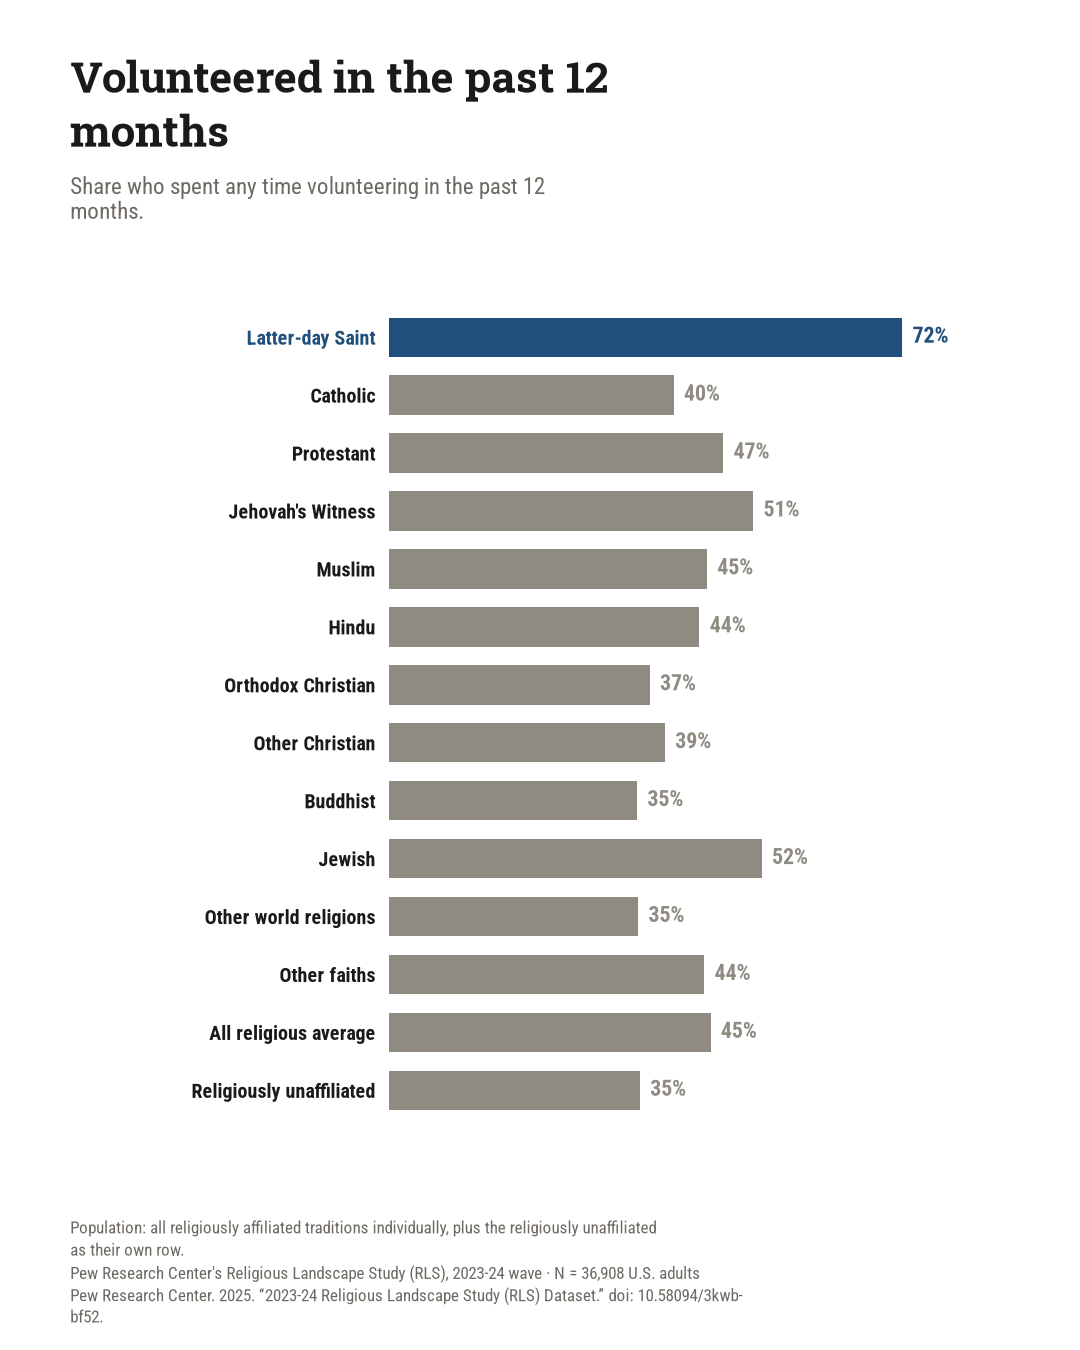 Volunteered in the past 12
months
Share who spent any time volunteering in the past 12
months.
Latter-day Saint 72%
Catholic 40%
Protestant 47%
Jehovah's Witness 51%
Muslim 45%
Hindu 44%
Orthodox Christian 37%
Other Christian 39%
Buddhist 35%
Jewish 52%
Other world religions 35%
Other faiths 44%
All religious average 45%
Religiously unaffiliated 35%
Population: all religiously affiliated traditions individually, plus the religiously unaffiliated
as their own row.
Pew Research Center's Religious Landscape Study (RLS), 2023-24 wave · N = 36,908 U.S. adults
Pew Research Center. 2025. “2023-24 Religious Landscape Study (RLS) Dataset.” doi: 10.58094/3kwb-
bf52.